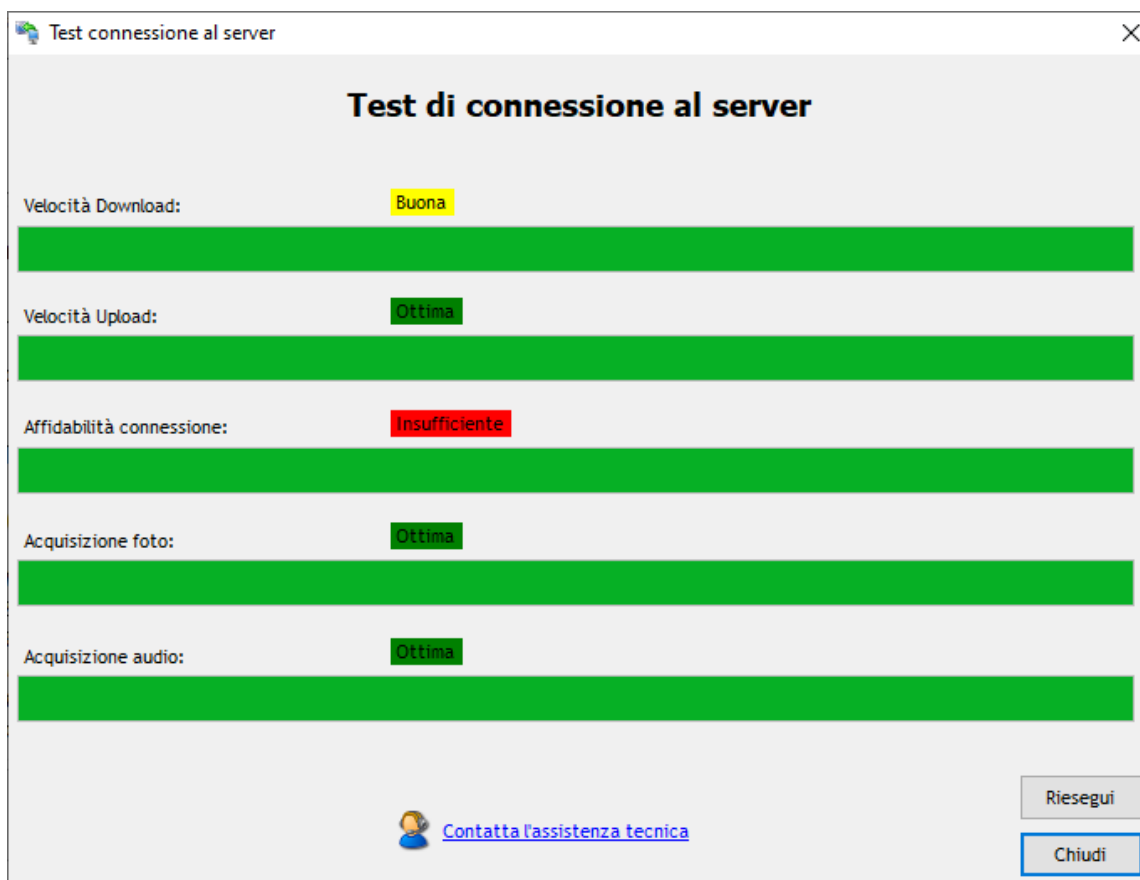 Test connessione al server
Test di connessione al server
Velocità Download: Buona
Velocità Upload: Ottima
Affidabilità connessione: Insufficiente
Acquisizione foto: Ottima
Acquisizione audio: Ottima
Riesegui
Contatta l'assistenza tecnica
Chiudi